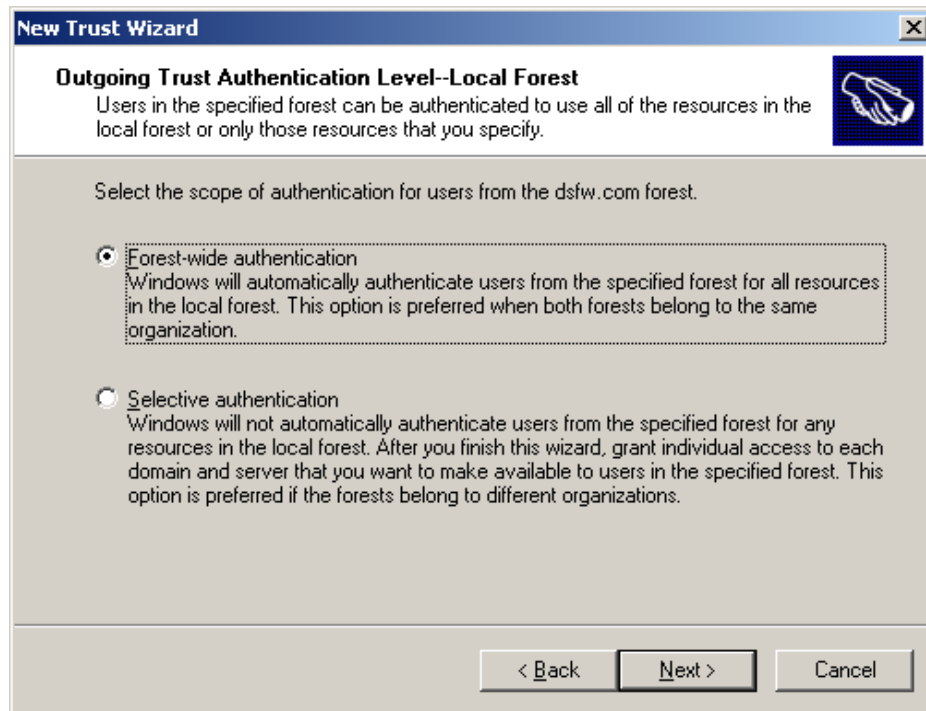 New Trust Wizard
Outgoing Trust Authentication Level--Local Forest
Users in the specified forest can be authenticated to use all of the resources in the
local forest or only those resources that you specify.
Select the scope of authentication for users from the dsfw.com forest.
Forest-wide authentication
Windows will automatically authenticate users from the specified forest for all resources
in the local forest. This option is preferred when both forests belong to the same
organization.
Selective authentication
Windows will not automatically authenticate users from the specified forest for any
resources in the local forest. After you finish this wizard, grant individual access to each
domain and server that you want to make available to users in the specified forest. This
option is preferred if the forests belong to different organizations.
< Back
Next >
Cancel